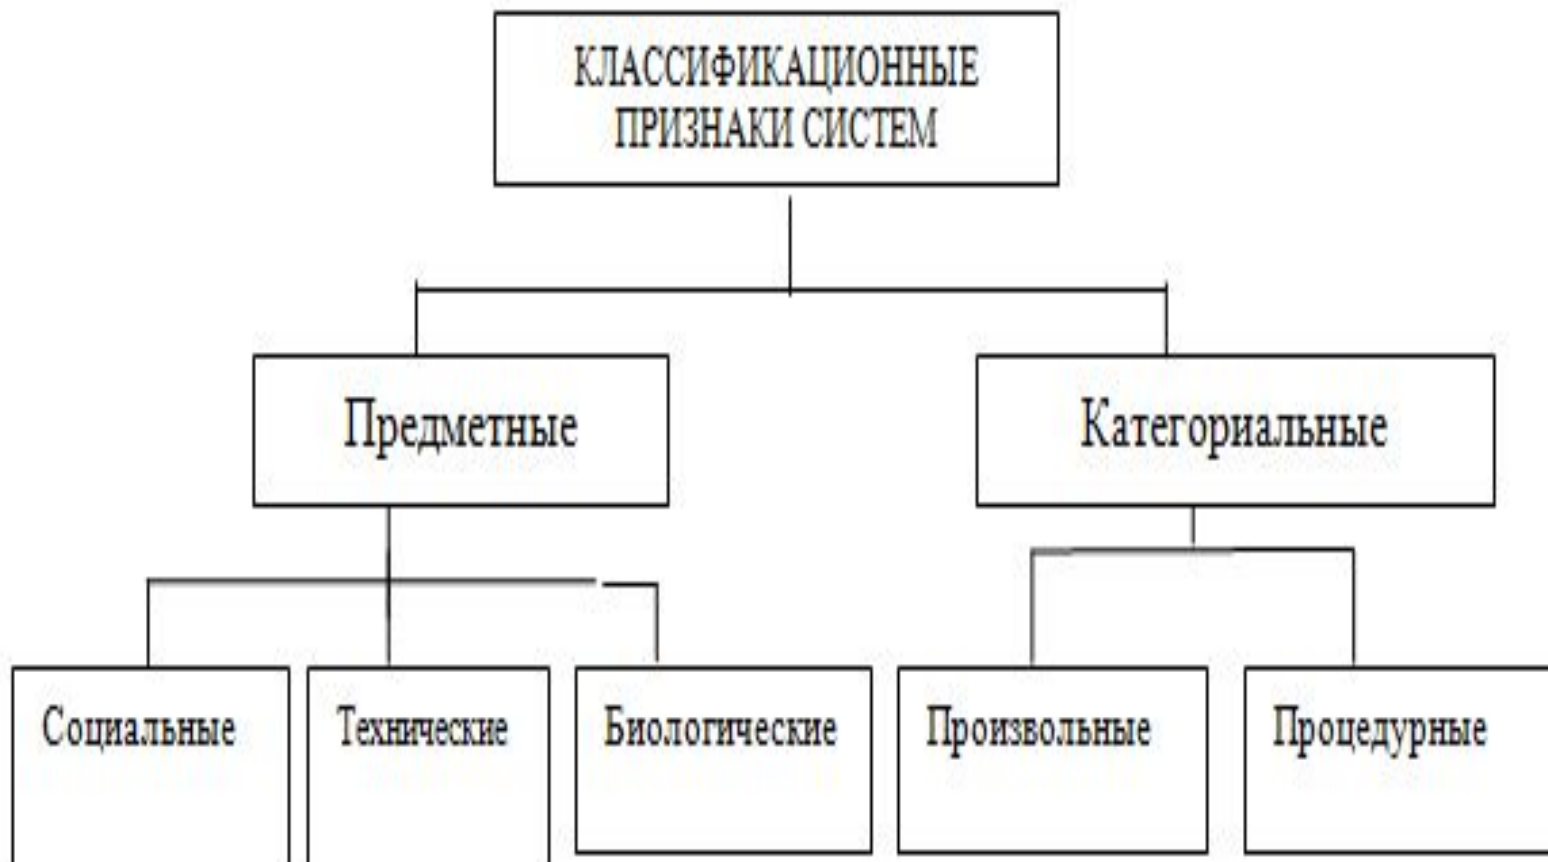 КЛАССИФИКАЦИОННЫЕ
ПРИЗНАКИ СИСТЕМ
Предметные
Категориальные
Социальные
Технические
Биологические
Произвольные
Процедурные